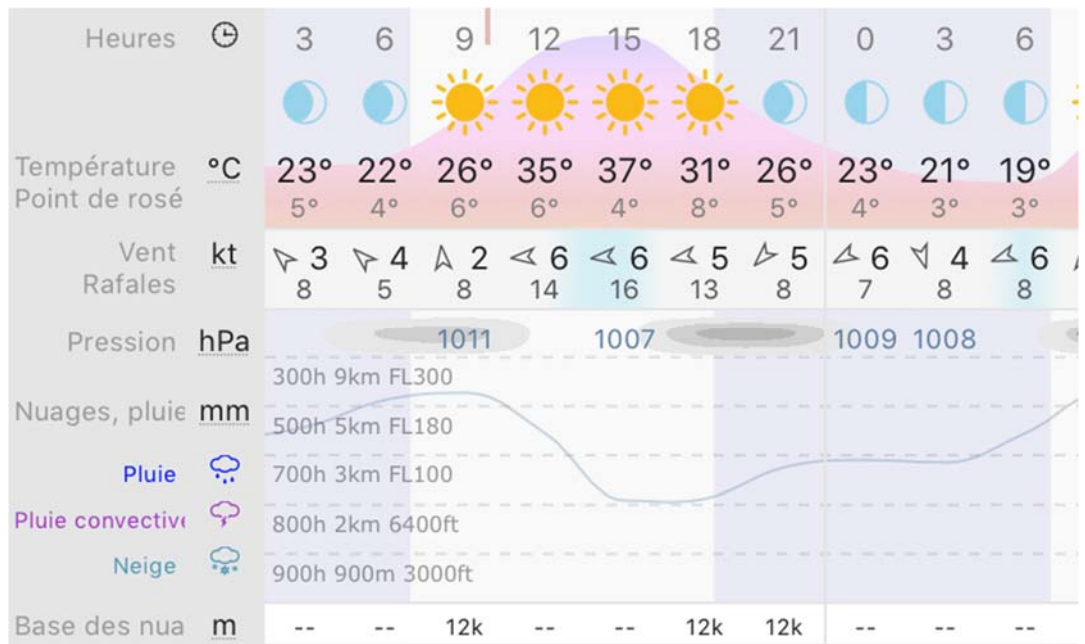 Heures 3 6 9 12 15 18 21 0 3 6
Température °C 23° 22° 26° 35° 37° 31° 26° 23° 21° 19°
Point de rosé 5° 4° 6° 6° 4° 8° 5° 4° 3° 3°
Vent kt 3 4 2 6 6 5 5 6 4 6
Rafales 8 5 8 14 16 13 8 7 8 8
Pression hPa 1011 1007 1009 1008
300h 9km FL300
Nuages, pluie mm
500h 5km FL180
Pluie 700h 3km FL100
Pluie convective 800h 2km 6400ft
Neige 900h 900m 3000ft
Base des nua m -- -- 12k -- -- 12k 12k -- -- --